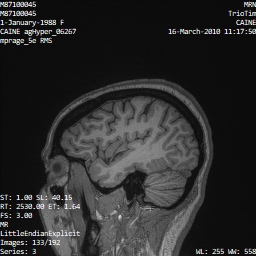 M87100045
MRN
M87100045
TrioTim
1-January-1988 F
CAINE
CAINE agHyper_06267
16-March-2010 11:17:50
mprage_5e RMS
ST: 1.00 SL: 40.15
RT: 2530.00 ET: 1.64
FS: 3.00
MR
LittleEndianExplicit
Images: 133/192
Series: 3
WL: 255 WW: 558